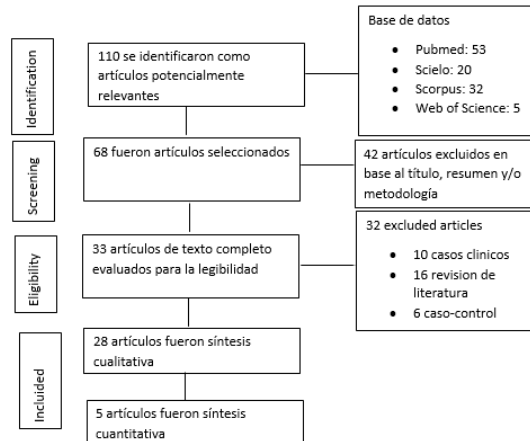 Identification
110 se identificaron como
artículos potencialmente
relevantes
Base de datos
• Pubmed: 53
• Scielo: 20
• Scorpus: 32
• Web of Science: 5
Screening
68 fueron artículos seleccionados
42 artículos excluidos en
base al título, resumen y/o
metodología
Eligibility
33 artículos de texto completo
evaluados para la legibilidad
32 excluded articles
• 10 casos clinicos
• 16 revision de
literatura
• 6 caso-control
Incluided
28 artículos fueron síntesis
cualitativa
5 artículos fueron síntesis
cuantitativa